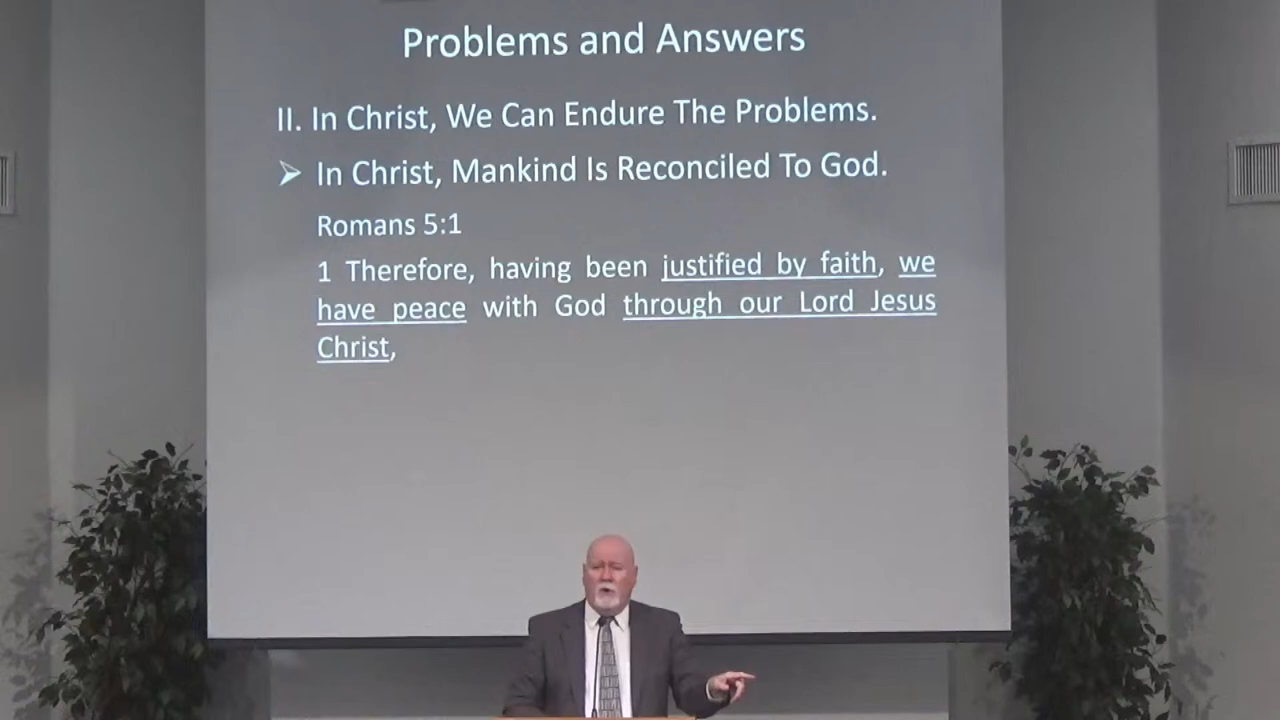 Problems and Answers
II. In Christ, We Can Endure The Problems.
➢ In Christ, Mankind Is Reconciled To God.
Romans 5:1
1 Therefore, having been justified by faith, we
have peace with God through our Lord Jesus
Christ,